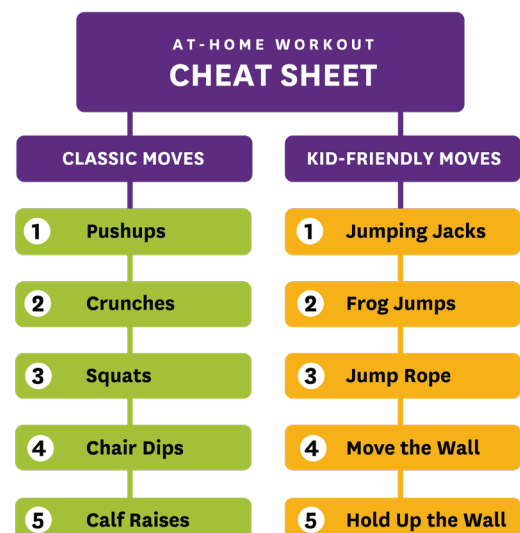 AT-HOME WORKOUT
CHEAT SHEET
CLASSIC MOVES
1 Pushups
2 Crunches
3 Squats
4 Chair Dips
5 Calf Raises
KID-FRIENDLY MOVES
1 Jumping Jacks
2 Frog Jumps
3 Jump Rope
4 Move the Wall
5 Hold Up the Wall